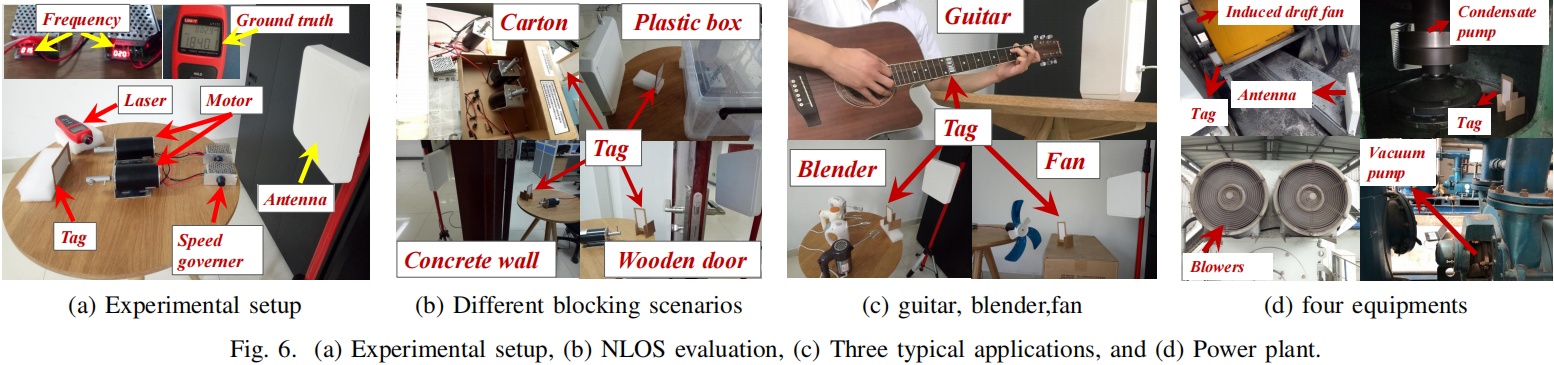 Frequency
Ground truth
Laser
Motor
Antenna
Tag
Speed
governer
Carton
Plastic box
Tag
Concrete wall
Wooden door
Guitar
Tag
Blender
Fan
Induced draft fan
Condensate
pump
Tag
Antenna
Tag
Vacuum
pump
Blowers
(a) Experimental setup
(b) Different blocking scenarios
(c) guitar, blender,fan
(d) four equipments
Fig. 6. (a) Experimental setup, (b) NLOS evaluation, (c) Three typical applications, and (d) Power plant.